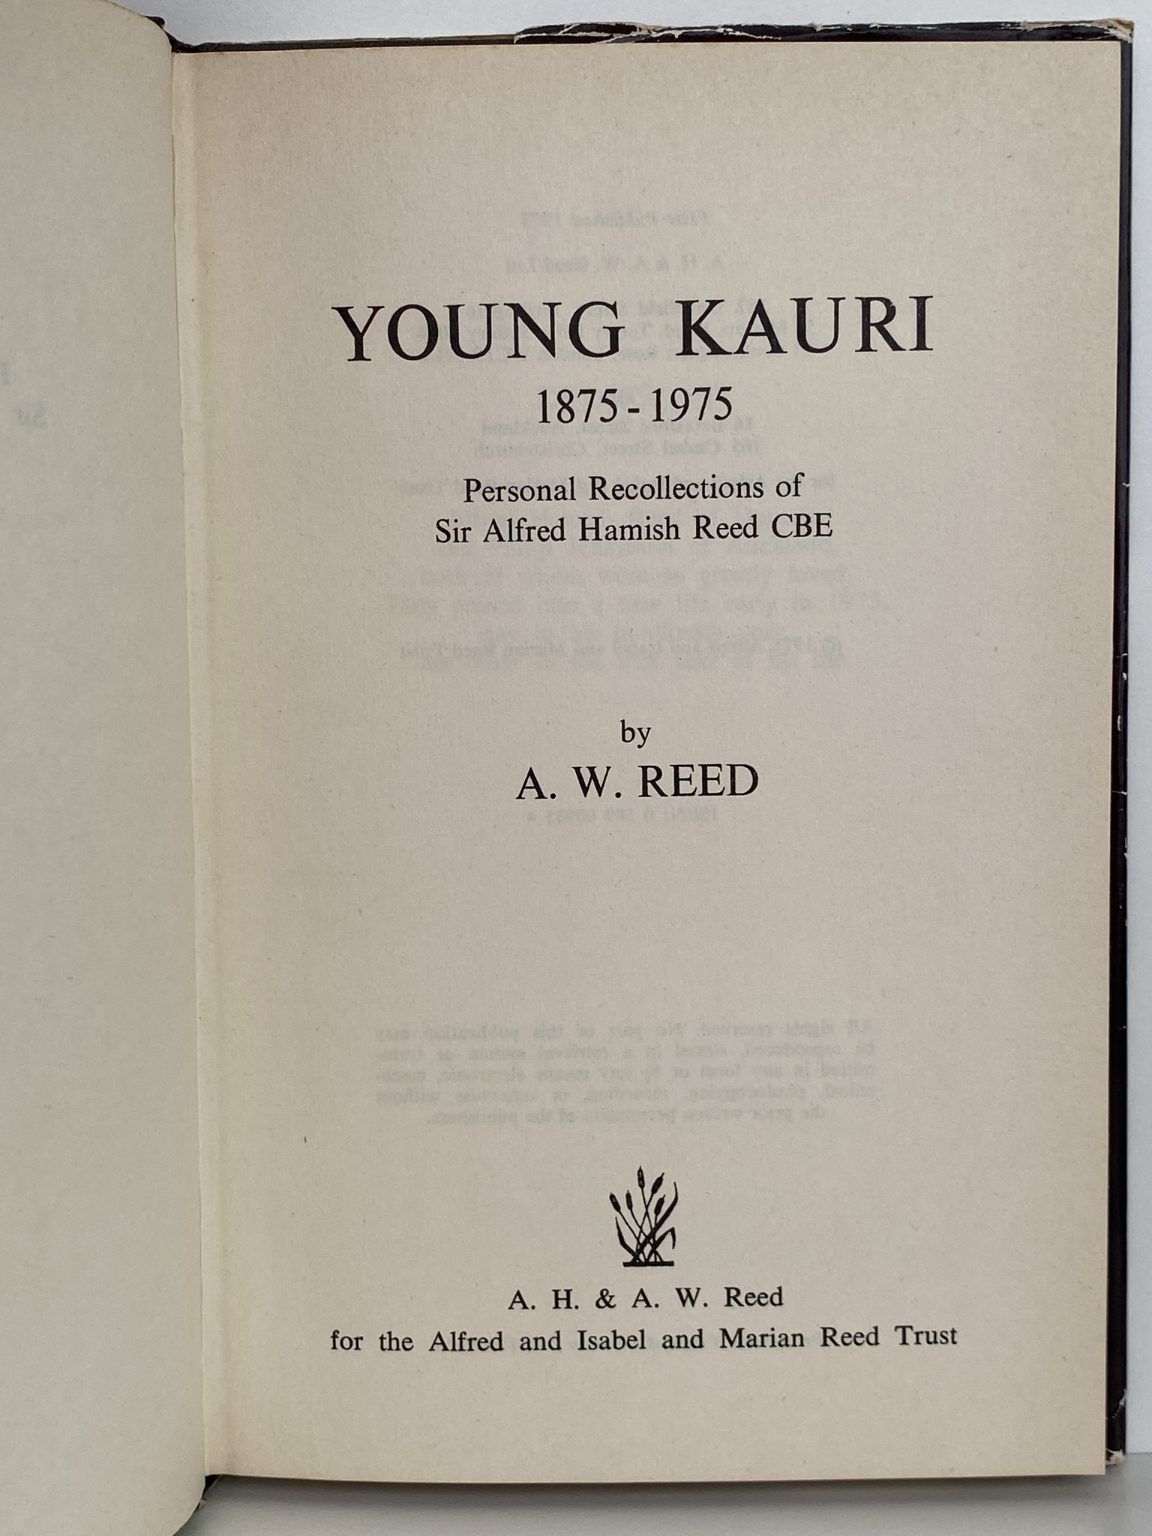 YOUNG KAURI
1875-1975
Personal Recollections of
Sir Alfred Hamish Reed CBE
by
A. W. REED
A. H. & A. W. Reed
for the Alfred and Isabel and Marian Reed Trust